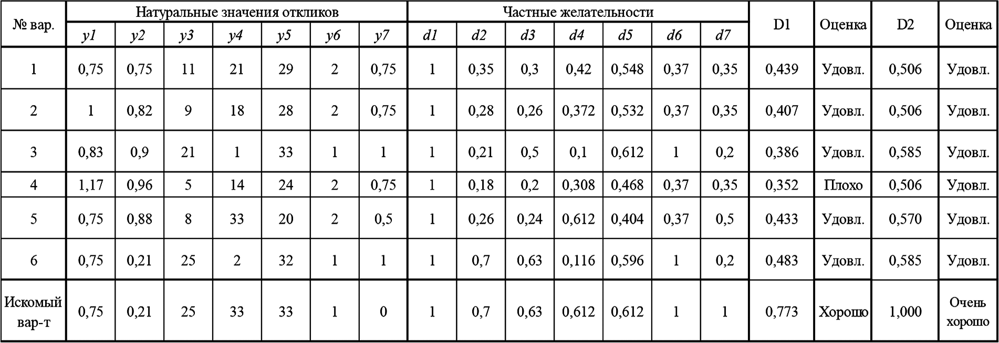 № вар. Натуральные значения откликов Частные желательности D1 Оценка D2 Оценка
y1 y2 y3 y4 y5 y6 y7 d1 d2 d3 d4 d5 d6 d7
1 0,75 0,75 11 21 29 2 0,75 1 0,35 0,3 0,42 0,548 0,37 0,35 0,439 Удовл. 0,506 Удовл.
2 1 0,82 9 18 28 2 0,75 1 0,28 0,26 0,372 0,532 0,37 0,35 0,407 Удовл. 0,506 Удовл.
3 0,83 0,9 21 1 33 1 1 1 0,21 0,5 0,1 0,612 1 0,2 0,386 Удовл. 0,585 Удовл.
4 1,17 0,96 5 14 24 2 0,75 1 0,18 0,2 0,308 0,468 0,37 0,35 0,352 Плохо 0,506 Удовл.
5 0,75 0,88 8 33 20 2 0,5 1 0,26 0,24 0,612 0,404 0,37 0,5 0,433 Удовл. 0,570 Удовл.
6 0,75 0,21 25 2 32 1 1 1 0,7 0,63 0,116 0,596 1 0,2 0,483 Удовл. 0,585 Удовл.
Искомый
вар-т 0,75 0,21 25 33 33 1 0 1 0,7 0,63 0,612 0,612 1 1 0,773 Хорошо 1,000 Очень
хорошо